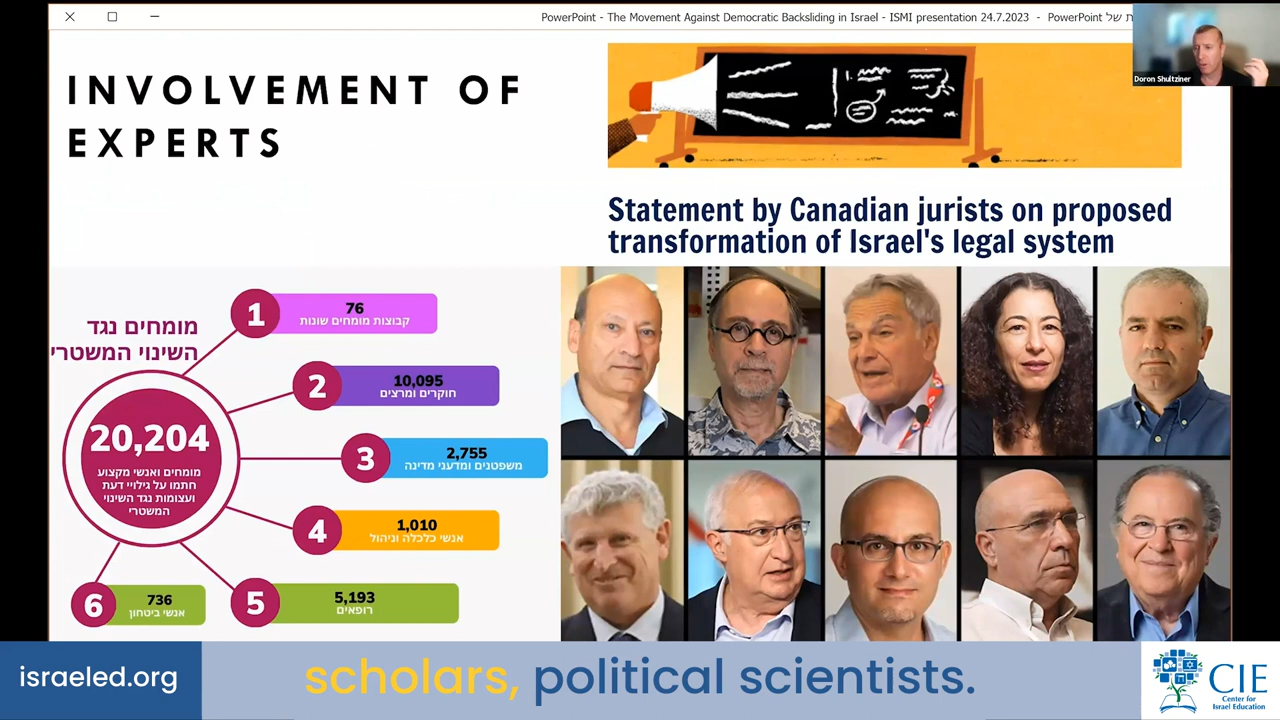 PowerPoint - The Movement Against Democratic Backsliding in Israel - ISMI presentation 24.7.2023 - PowerPoint של
Doron Shultziner
INVOLVEMENT OF
EXPERTS
Statement by Canadian jurists on proposed
transformation of Israel's legal system
מומחים נגד
השינוי המשטרי
20,204
מומחים ואנשי מקצוע
חתמו על גילויי דעת
ועצומות נגד השינוי
המשטרי
1
76
קבוצות מומחים שונות
2
10,095
חוקרים ומרצים
3
2,755
משפטנים ומדעני מדינה
4
1,010
אנשי כלכלה וניהול
5
5,193
רופאים
6
736
אנשי ביטחון
israeled.org
scholars, political scientists.
CIE
Center for
Israel Education